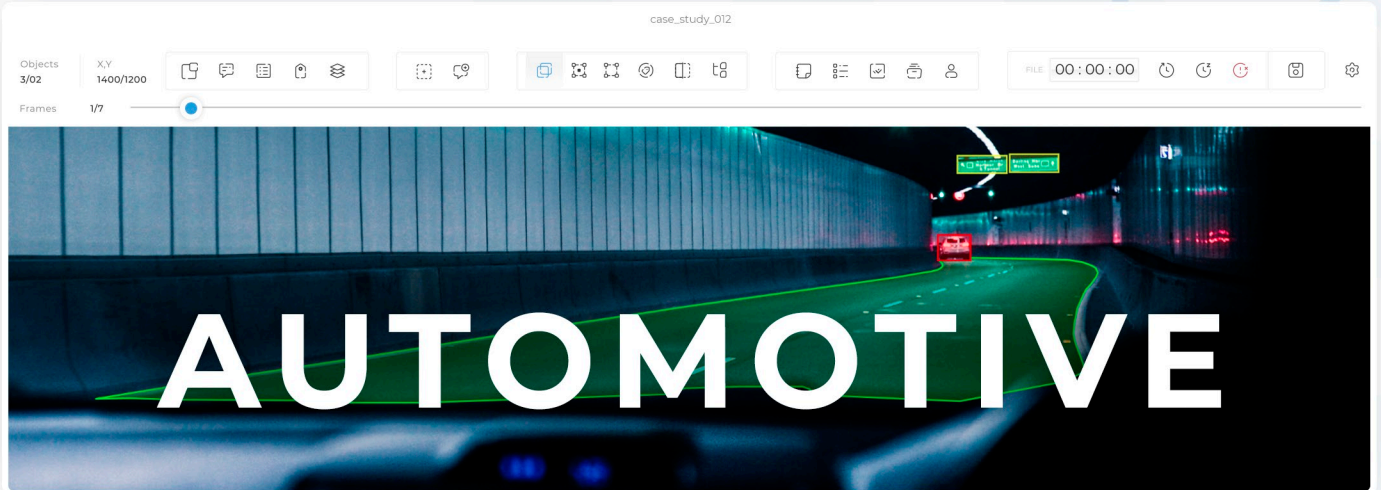 case_study_012
Objects
3/02
X,Y
1400/1200
FILE
00 : 00 : 00
Frames
1/7
AUTOMOTIVE